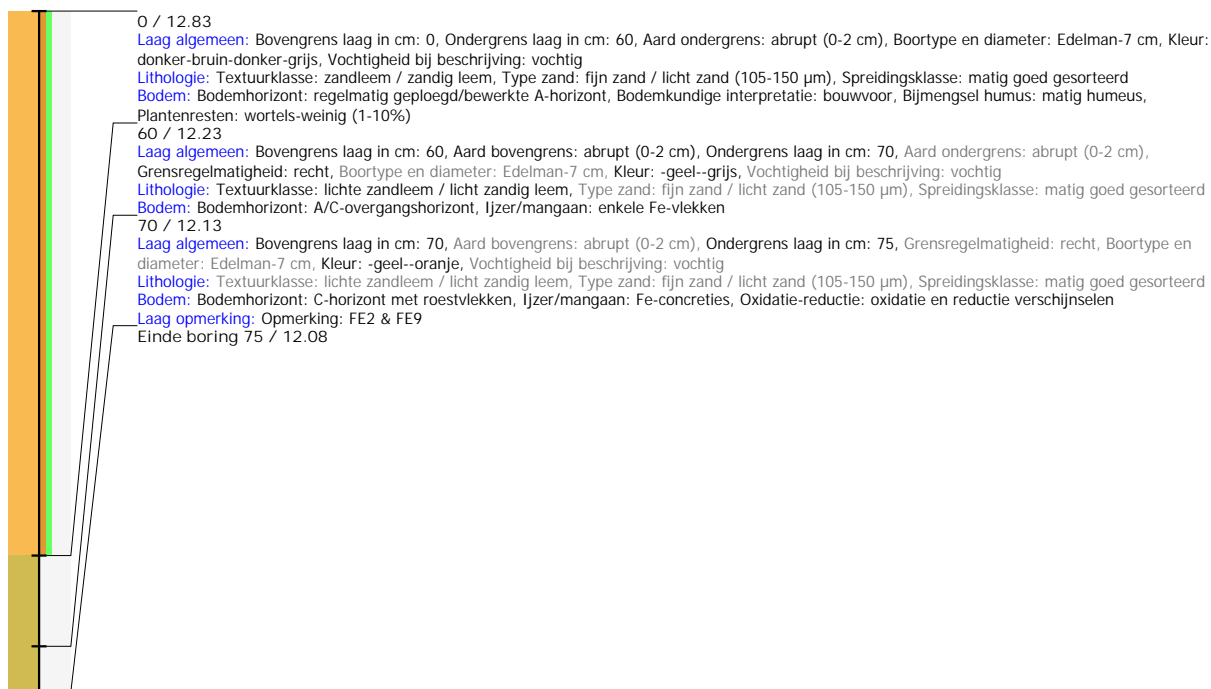 0 / 12.83
Laag algemeen: Bovengrens laag in cm: 0, Ondergrens laag in cm: 60, Aard ondergrens: abrupt (0-2 cm), Boortype en diameter: Edelman-7 cm, Kleur:
donker-bruin-donker-grijs, Vochtigheid bij beschrijving: vochtig
Lithologie: Textuurklasse: zandleem / zandig leem, Type zand: fijn zand / licht zand (105-150 µm), Spreidingsklasse: matig goed gesorteerd
Bodem: Bodemhorizont: regelmatig geploegd/bewerkte A-horizont, Bodemkundige interpretatie: bouwvoor, Bijmengsel humus: matig humeus,
Plantenresten: wortels-weinig (1-10%)
60 / 12.23
Laag algemeen: Bovengrens laag in cm: 60, Aard bovengrens: abrupt (0-2 cm), Ondergrens laag in cm: 70, Aard ondergrens: abrupt (0-2 cm),
Grensregelmatigheid: recht, Boortype en diameter: Edelman-7 cm, Kleur: -geel--grijs, Vochtigheid bij beschrijving: vochtig
Lithologie: Textuurklasse: lichte zandleem / licht zandig leem, Type zand: fijn zand / licht zand (105-150 µm), Spreidingsklasse: matig goed gesorteerd
Bodem: Bodemhorizont: A/C-overgangshorizont, Ijzer/mangaan: enkele Fe-vlekken
70 / 12.13
Laag algemeen: Bovengrens laag in cm: 70, Aard bovengrens: abrupt (0-2 cm), Ondergrens laag in cm: 75, Grensregelmatigheid: recht, Boortype en
diameter: Edelman-7 cm, Kleur: -geel--oranje, Vochtigheid bij beschrijving: vochtig
Lithologie: Textuurklasse: lichte zandleem / licht zandig leem, Type zand: fijn zand / licht zand (105-150 µm), Spreidingsklasse: matig goed gesorteerd
Bodem: Bodemhorizont: C-horizont met roestvlekken, Ijzer/mangaan: Fe-concreties, Oxidatie-reductie: oxidatie en reductie verschijnselen
Laag opmerking: Opmerking: FE2 & FE9
Einde boring 75 / 12.08